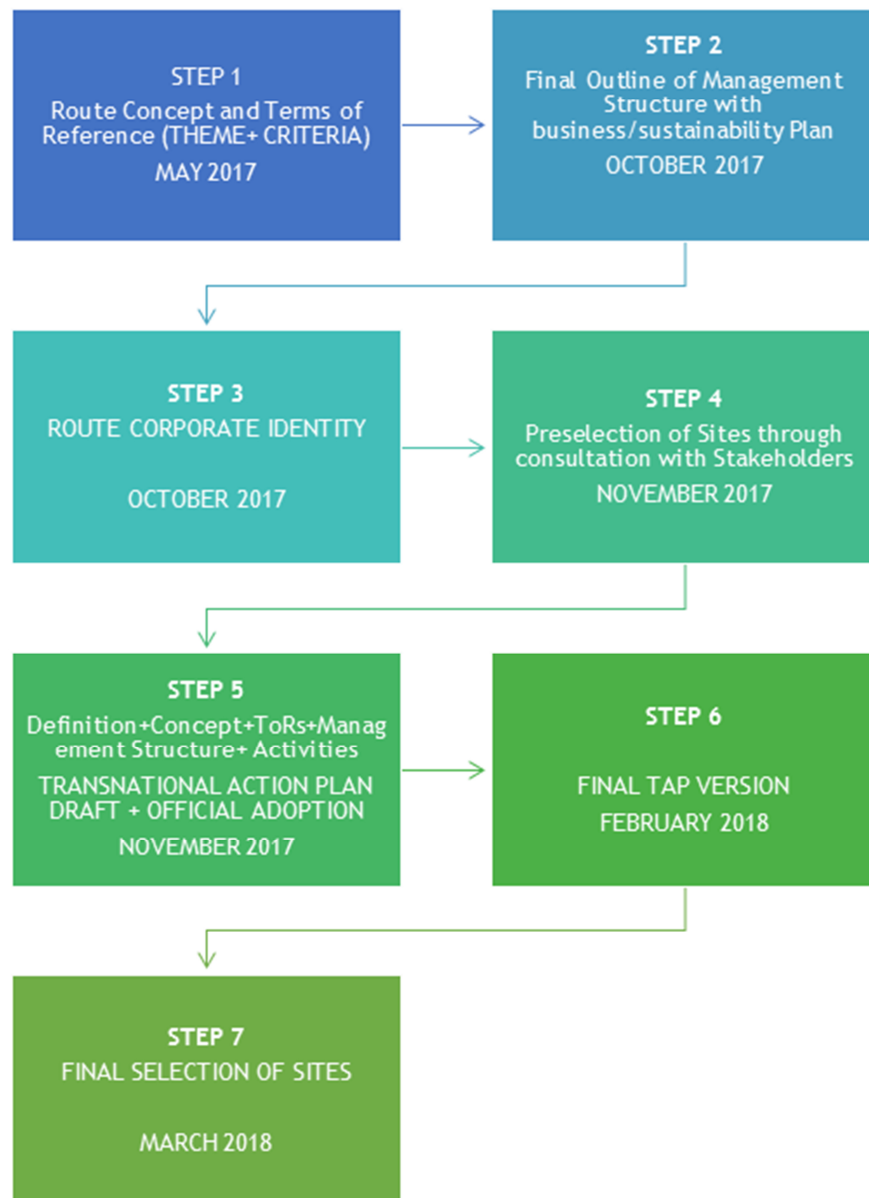 STEP 1
Route Concept and Terms of
Reference (THEME+ CRITERIA)
MAY 2017
STEP 2
Final Outline of Management
Structure with
business/sustainability Plan
OCTOBER 2017
STEP 3
ROUTE CORPORATE IDENTITY
OCTOBER 2017
STEP 4
Preselection of Sites through
consultation with Stakeholders
NOVEMBER 2017
STEP 5
Definition+Concept+ToRs+Manag
ement Structure+ Activities
TRANSNATIONAL ACTION PLAN
DRAFT + OFFICIAL ADOPTION
NOVEMBER 2017
STEP 6
FINAL TAP VERSION
FEBRUARY 2018
STEP 7
FINAL SELECTION OF SITES
MARCH 2018